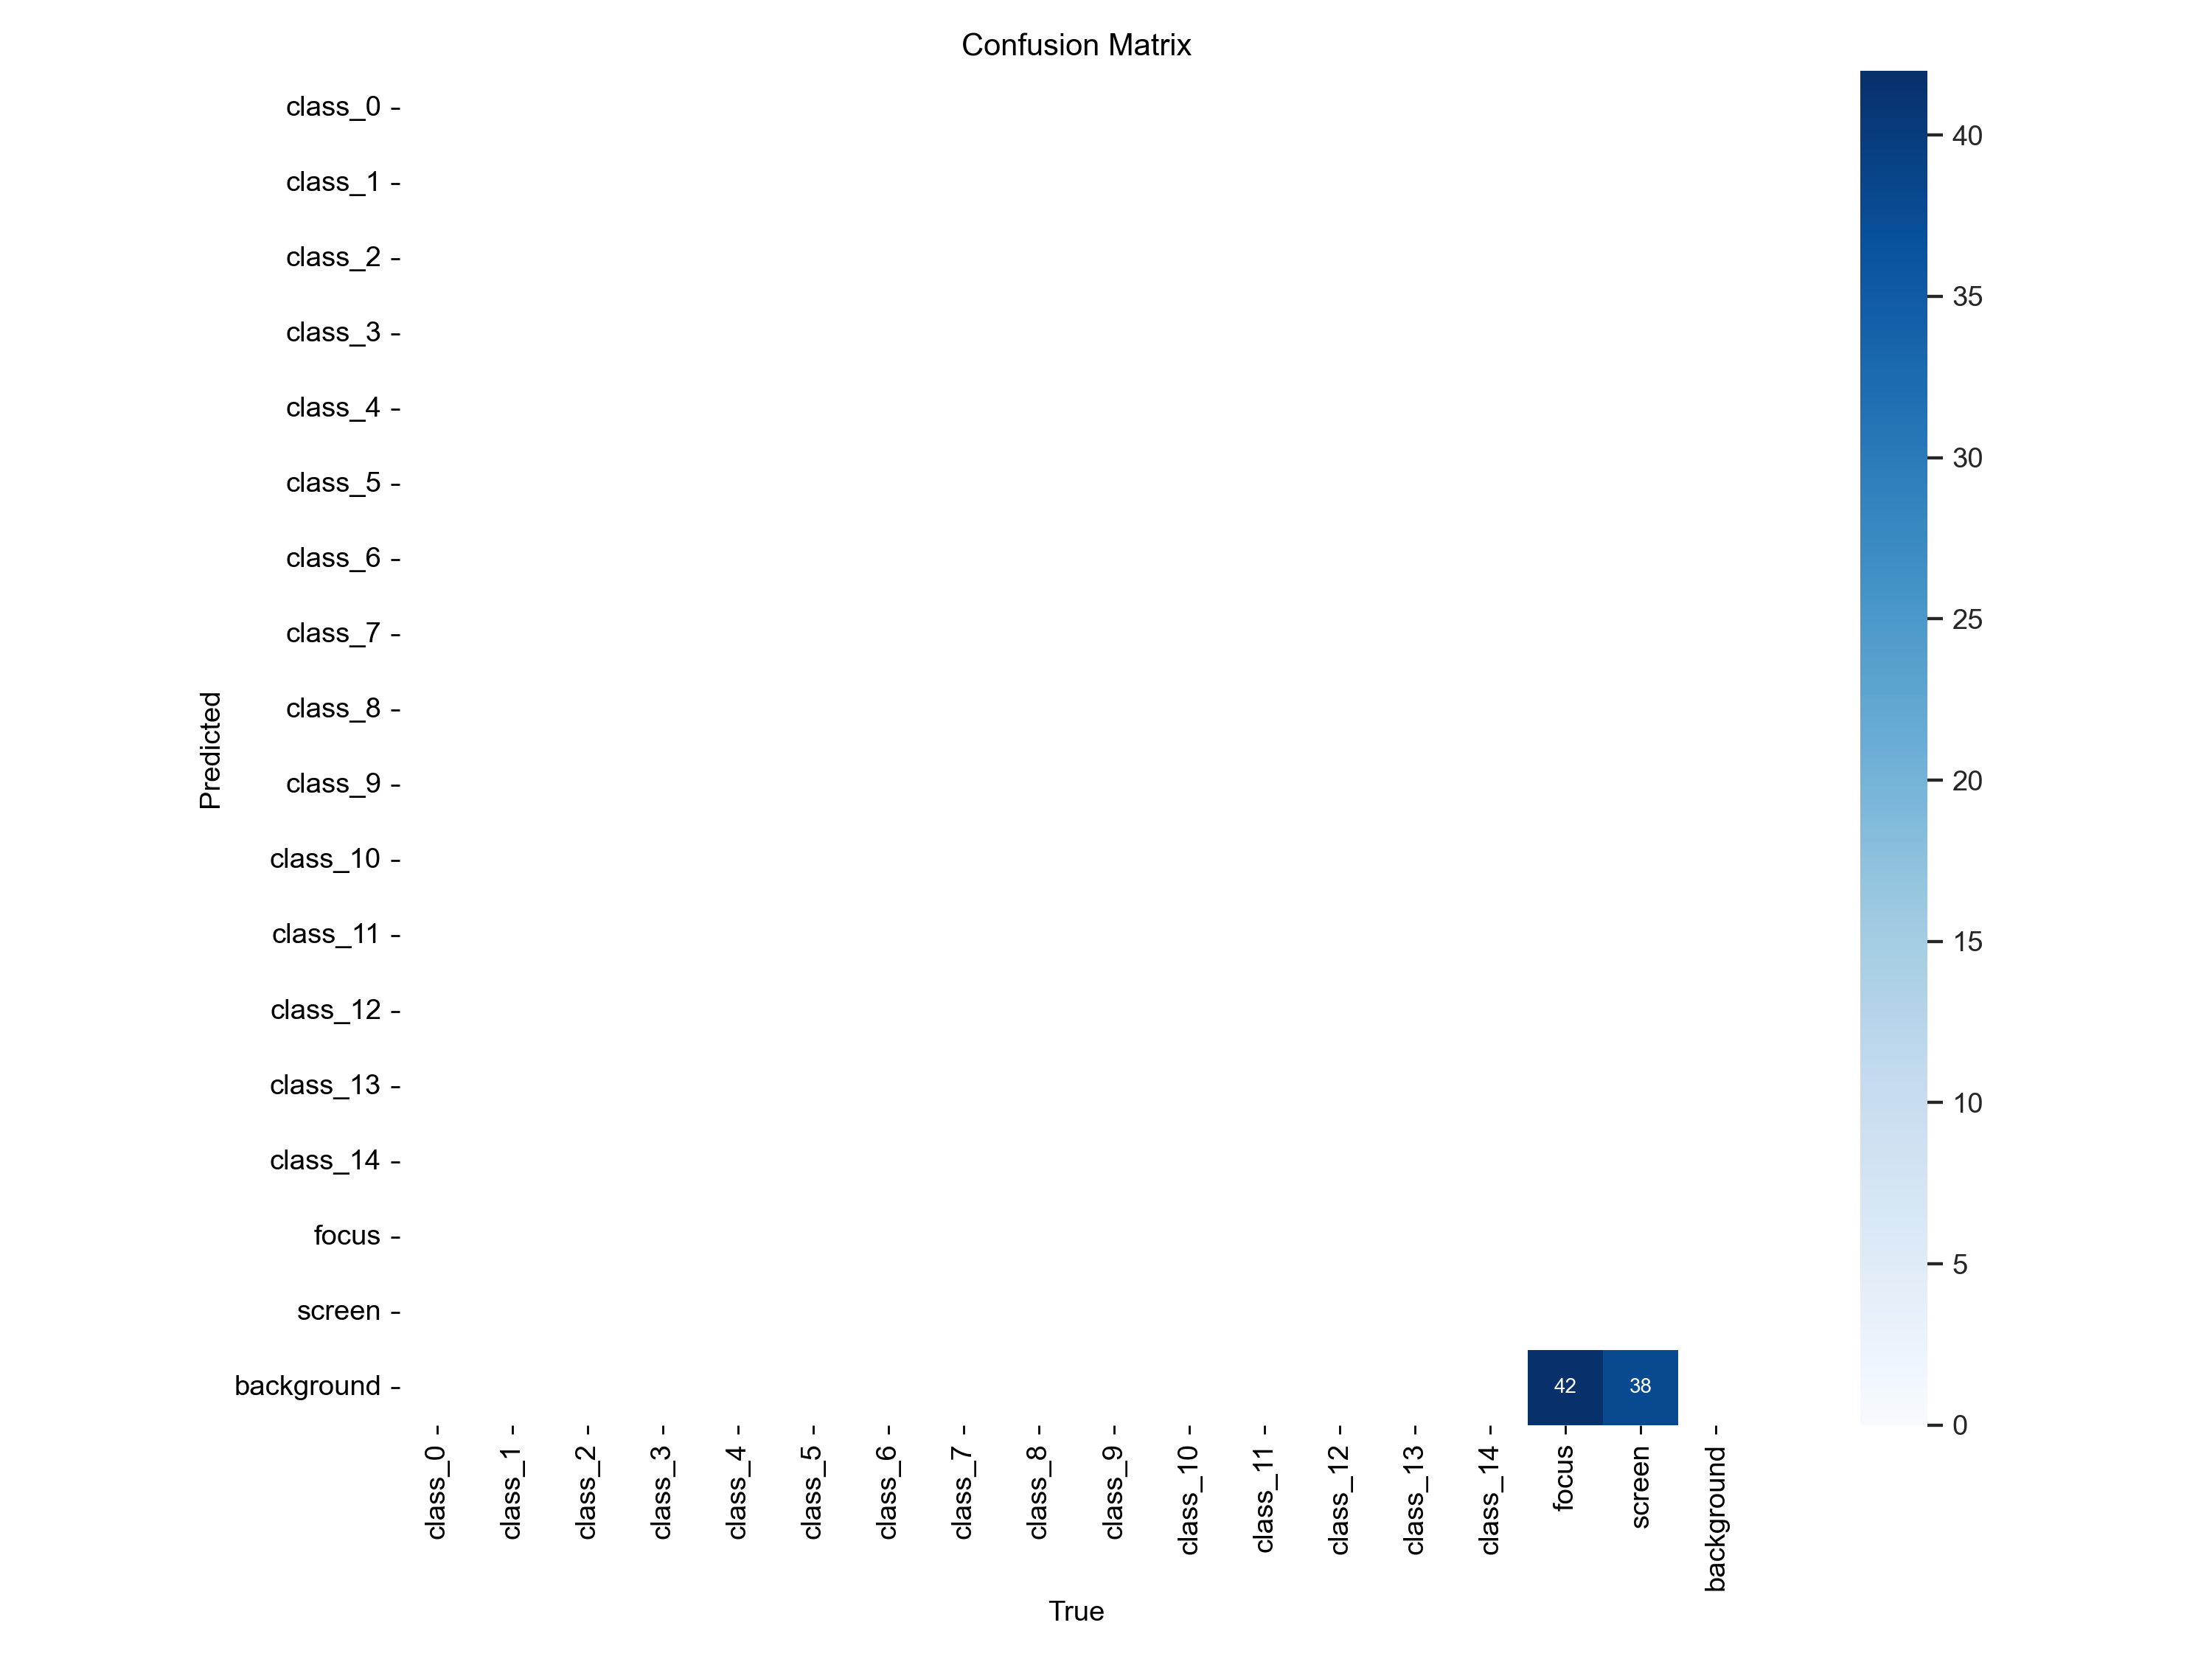 Confusion Matrix
Predicted
class_0
class_1
class_2
class_3
class_4
class_5
class_6
class_7
class_8
class_9
class_10
class_11
class_12
class_13
class_14
focus
screen
background
42
38
class_0
class_1
class_2
class_3
class_4
class_5
class_6
class_7
class_8
class_9
class_10
class_11
class_12
class_13
class_14
focus
screen
background
True
40
35
30
25
20
15
10
5
0